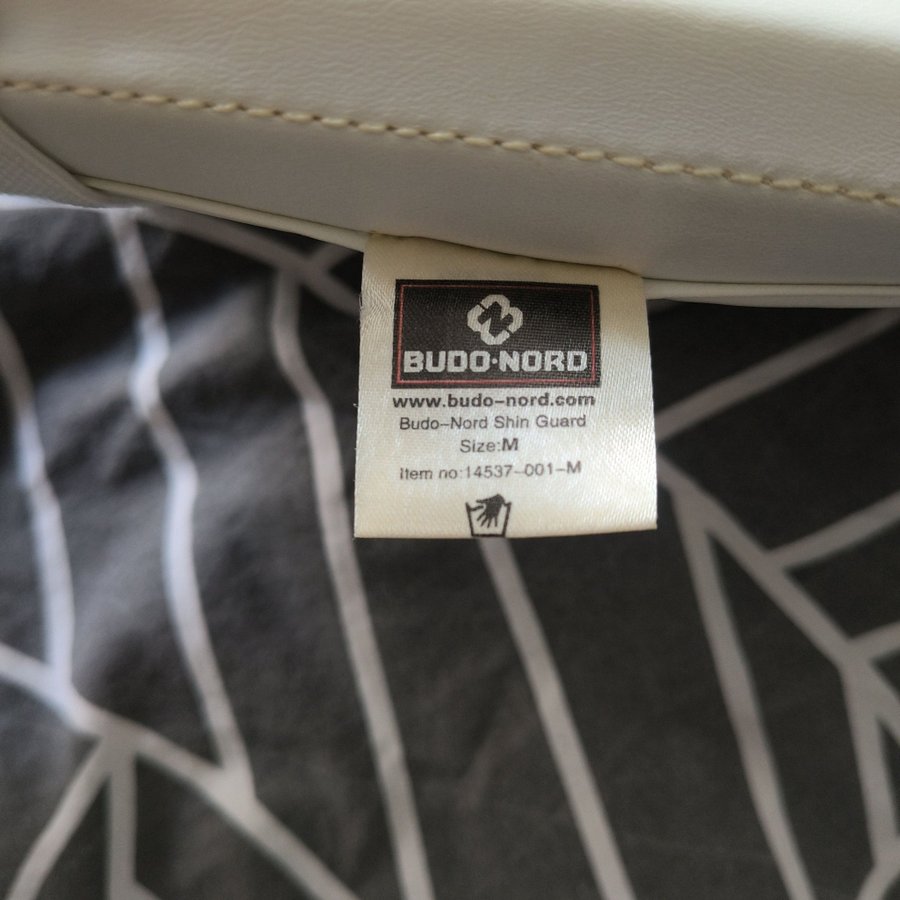 BUDO·NORD
www.budo-nord.com
Budo-Nord Shin Guard
Size:M
Item no:14537-001-M